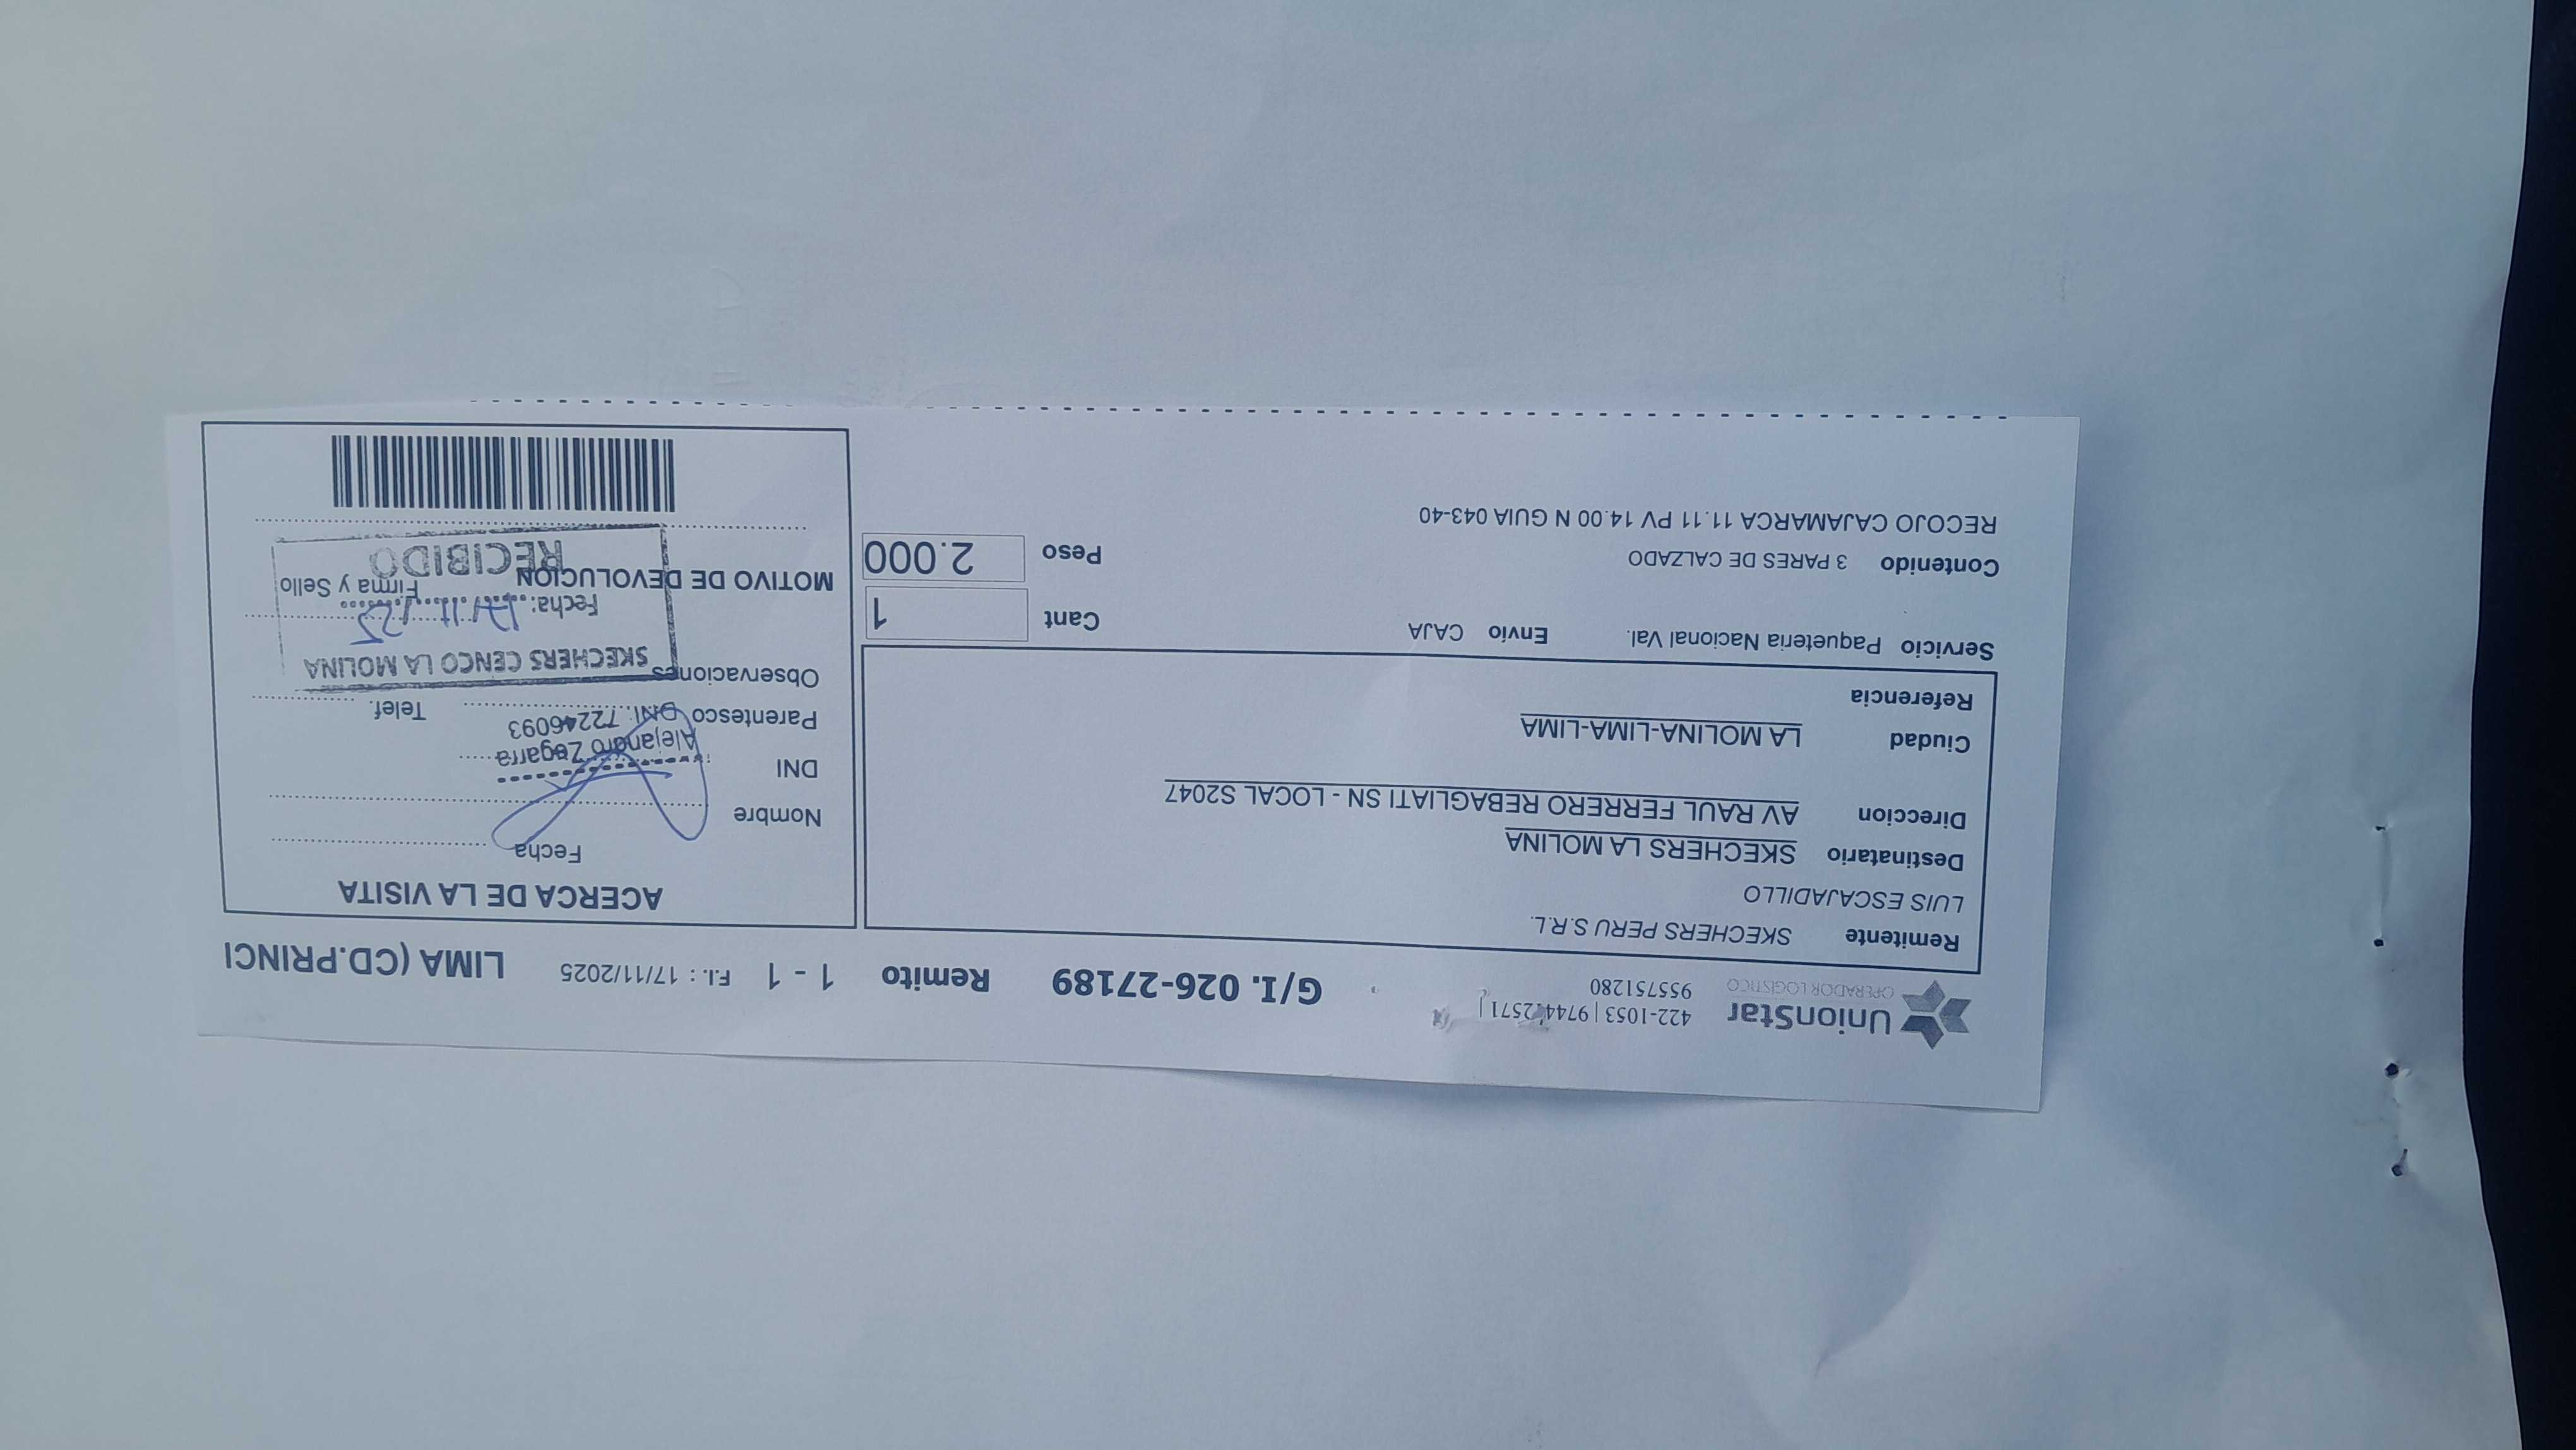 UnionStar
OPERADOR LOGISTICO
422-1053 | 9744 2571 |
955751280
G/I. 026-27189 Remito 1 - 1 F.I. : 17/11/2025 LIMA (CD.PRINCI
Remitente SKECHERS PERU S.R.L.
LUIS ESCAJADILLO
Destinatario SKECHERS LA MOLINA
Direccion AV RAUL FERRERO REBAGLIATI SN - LOCAL S2047
Ciudad LA MOLINA-LIMA-LIMA
Referencia
Servicio Paqueteria Nacional Val. Envío CAJA Cant 1
Contenido 3 PARES DE CALZADO Peso 2.000
RECOJO CAJAMARCA 11.11 PV 14.00 N GUIA 043-40
ACERCA DE LA VISITA
Fecha
Nombre
DNI
Alejandro Zegarra
Parentesco DNI: 72246093 Telef.
Observaciones
SKECHERS CENCO LA MOLINA
Fecha: 17/11/25
Firma y Sello
MOTIVO DE DEVOLUCION
RECIBIDO